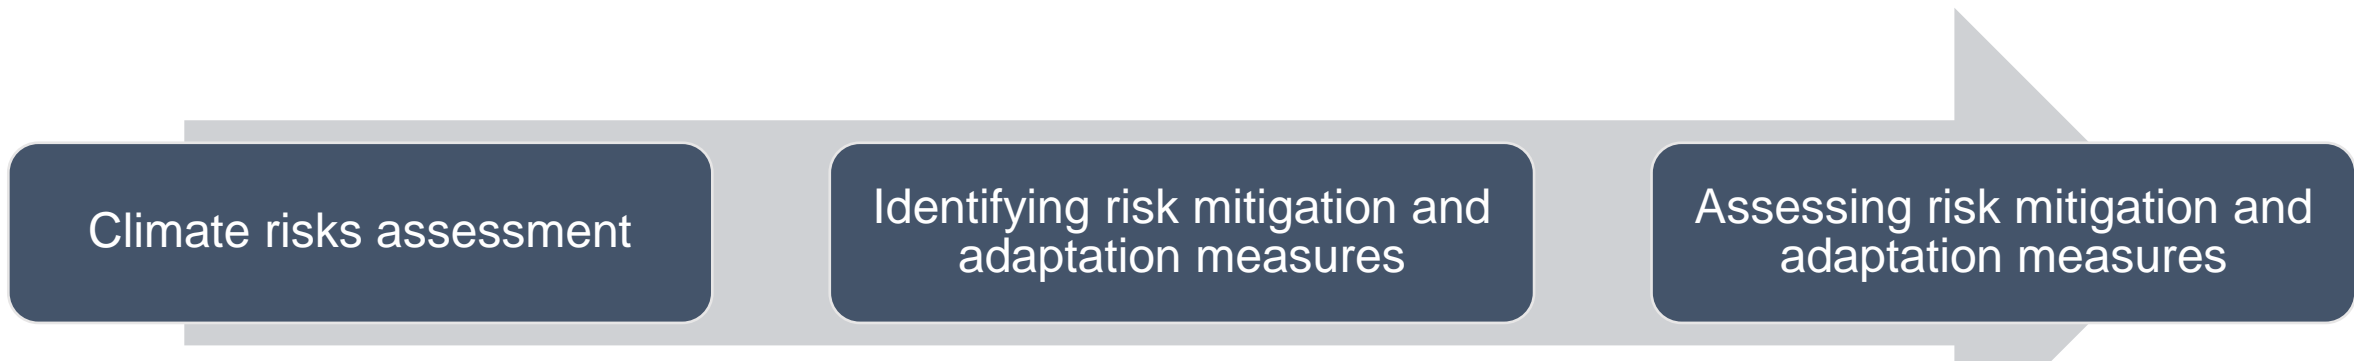 Climate risks assessment
Identifying risk mitigation and
adaptation measures
Assessing risk mitigation and
adaptation measures